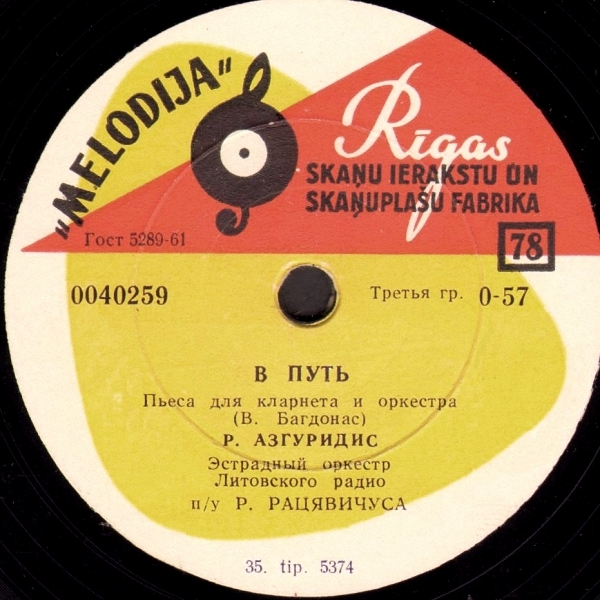 „MELODIJA"
Rīgas
SKAŅU IERAKSTU UN
SKAŅUPLAŠU FABRIKA
Гост 5289-61
78
0040259
Третья гр. 0-57
В ПУТЬ
Пьеса для кларнета и оркестра
(В. Багдонас)
Р. АЗГУРИДИС
Эстрадный оркестр
Литовского радио
п/у Р. РАЦЯВИЧУСА
35. tip. 5374